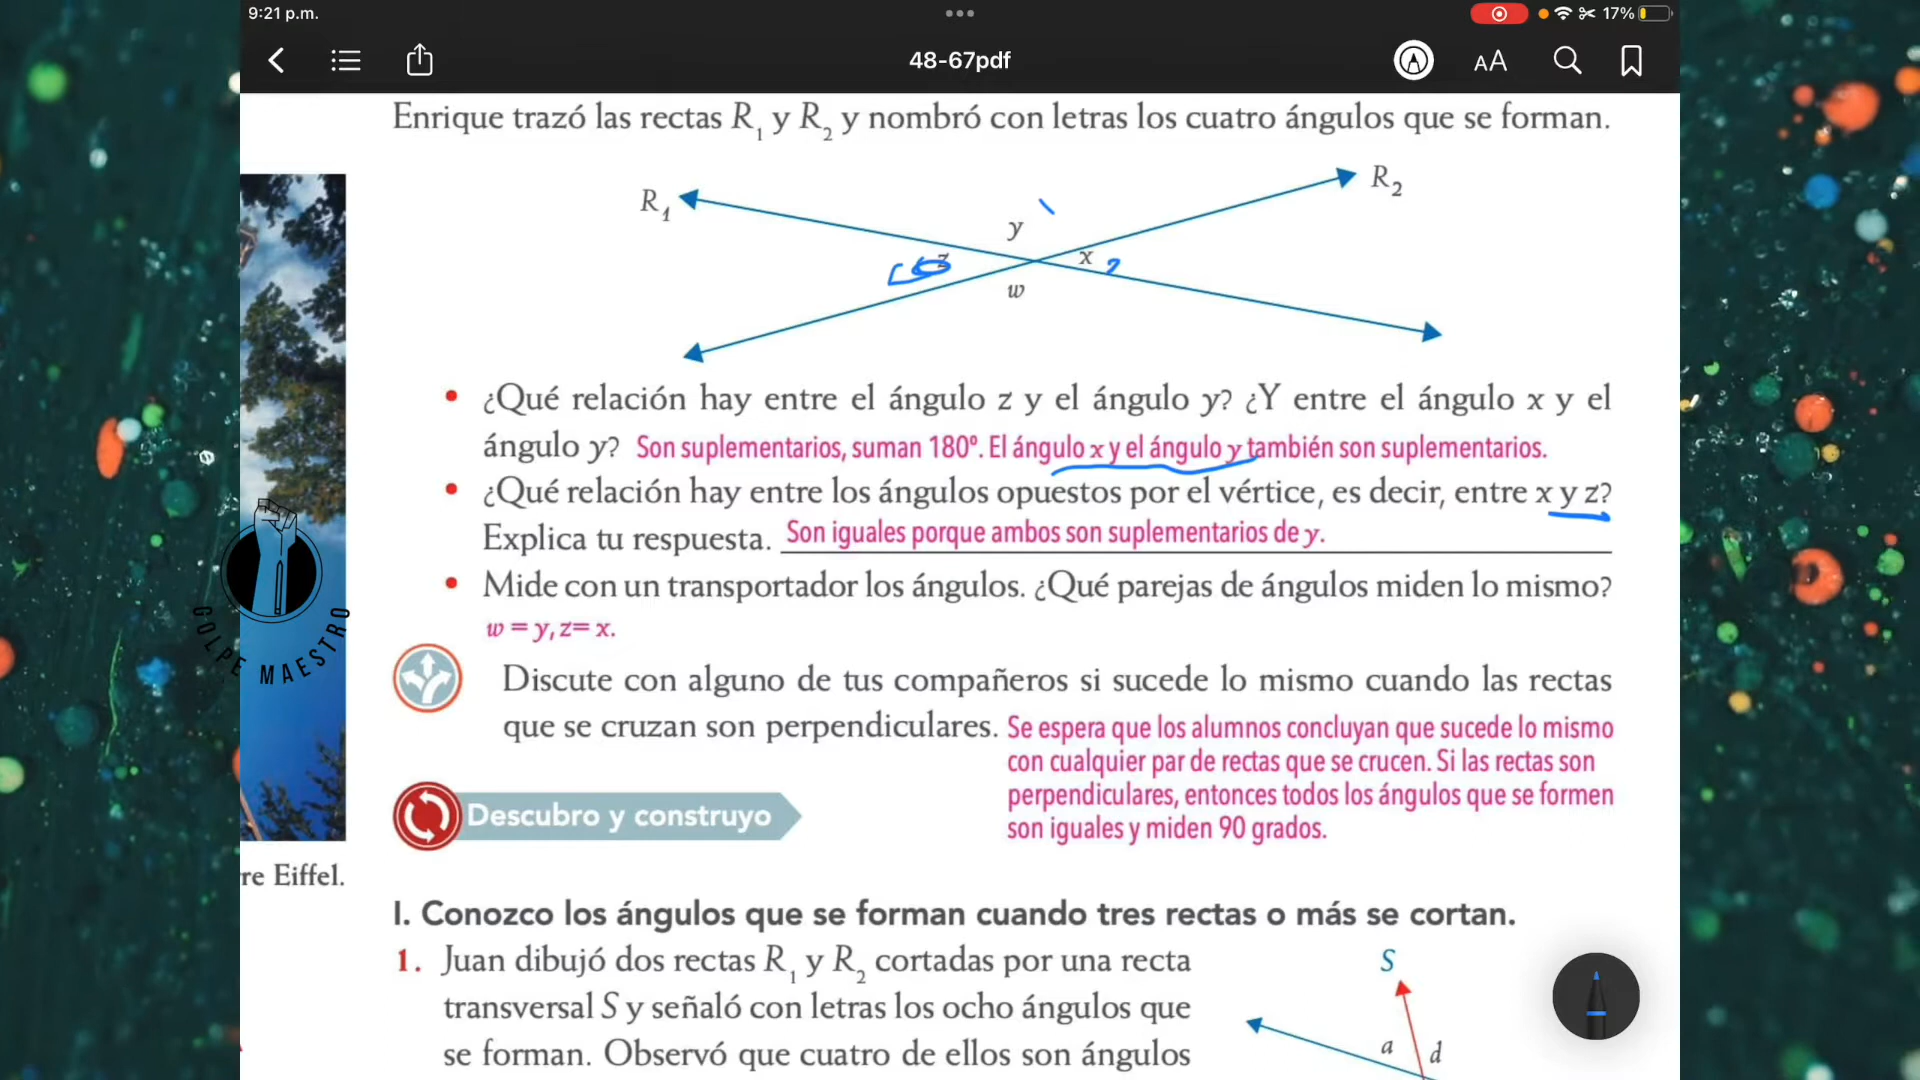 9:21 p.m.
17%
48-67pdf
AA
Enrique trazó las rectas R1 y R2 y nombró con letras los cuatro ángulos que se forman.
R1
R2
y
z
x
w
• ¿Qué relación hay entre el ángulo z y el ángulo y? ¿Y entre el ángulo x y el
ángulo y? Son suplementarios, suman 180º. El ángulo x y el ángulo y también son suplementarios.
• ¿Qué relación hay entre los ángulos opuestos por el vértice, es decir, entre x y z?
Explica tu respuesta. Son iguales porque ambos son suplementarios de y.
• Mide con un transportador los ángulos. ¿Qué parejas de ángulos miden lo mismo?
w = y, z= x.
Discute con alguno de tus compañeros si sucede lo mismo cuando las rectas
que se cruzan son perpendiculares. Se espera que los alumnos concluyan que sucede lo mismo
con cualquier par de rectas que se crucen. Si las rectas son
perpendiculares, entonces todos los ángulos que se formen
son iguales y miden 90 grados.
GOLPE MAESTRO
Descubro y construyo
re Eiffel.
I. Conozco los ángulos que se forman cuando tres rectas o más se cortan.
1. Juan dibujó dos rectas R1 y R2 cortadas por una recta
transversal S y señaló con letras los ocho ángulos que
se forman. Observó que cuatro de ellos son ángulos
S
a
d